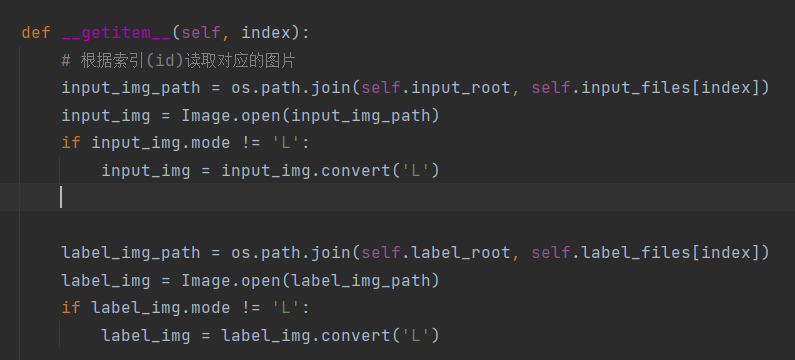 def __getitem__(self, index):
# 根据索引(id)读取对应的图片
input_img_path = os.path.join(self.input_root, self.input_files[index])
input_img = Image.open(input_img_path)
if input_img.mode != 'L':
input_img = input_img.convert('L')
label_img_path = os.path.join(self.label_root, self.label_files[index])
label_img = Image.open(label_img_path)
if label_img.mode != 'L':
label_img = label_img.convert('L')